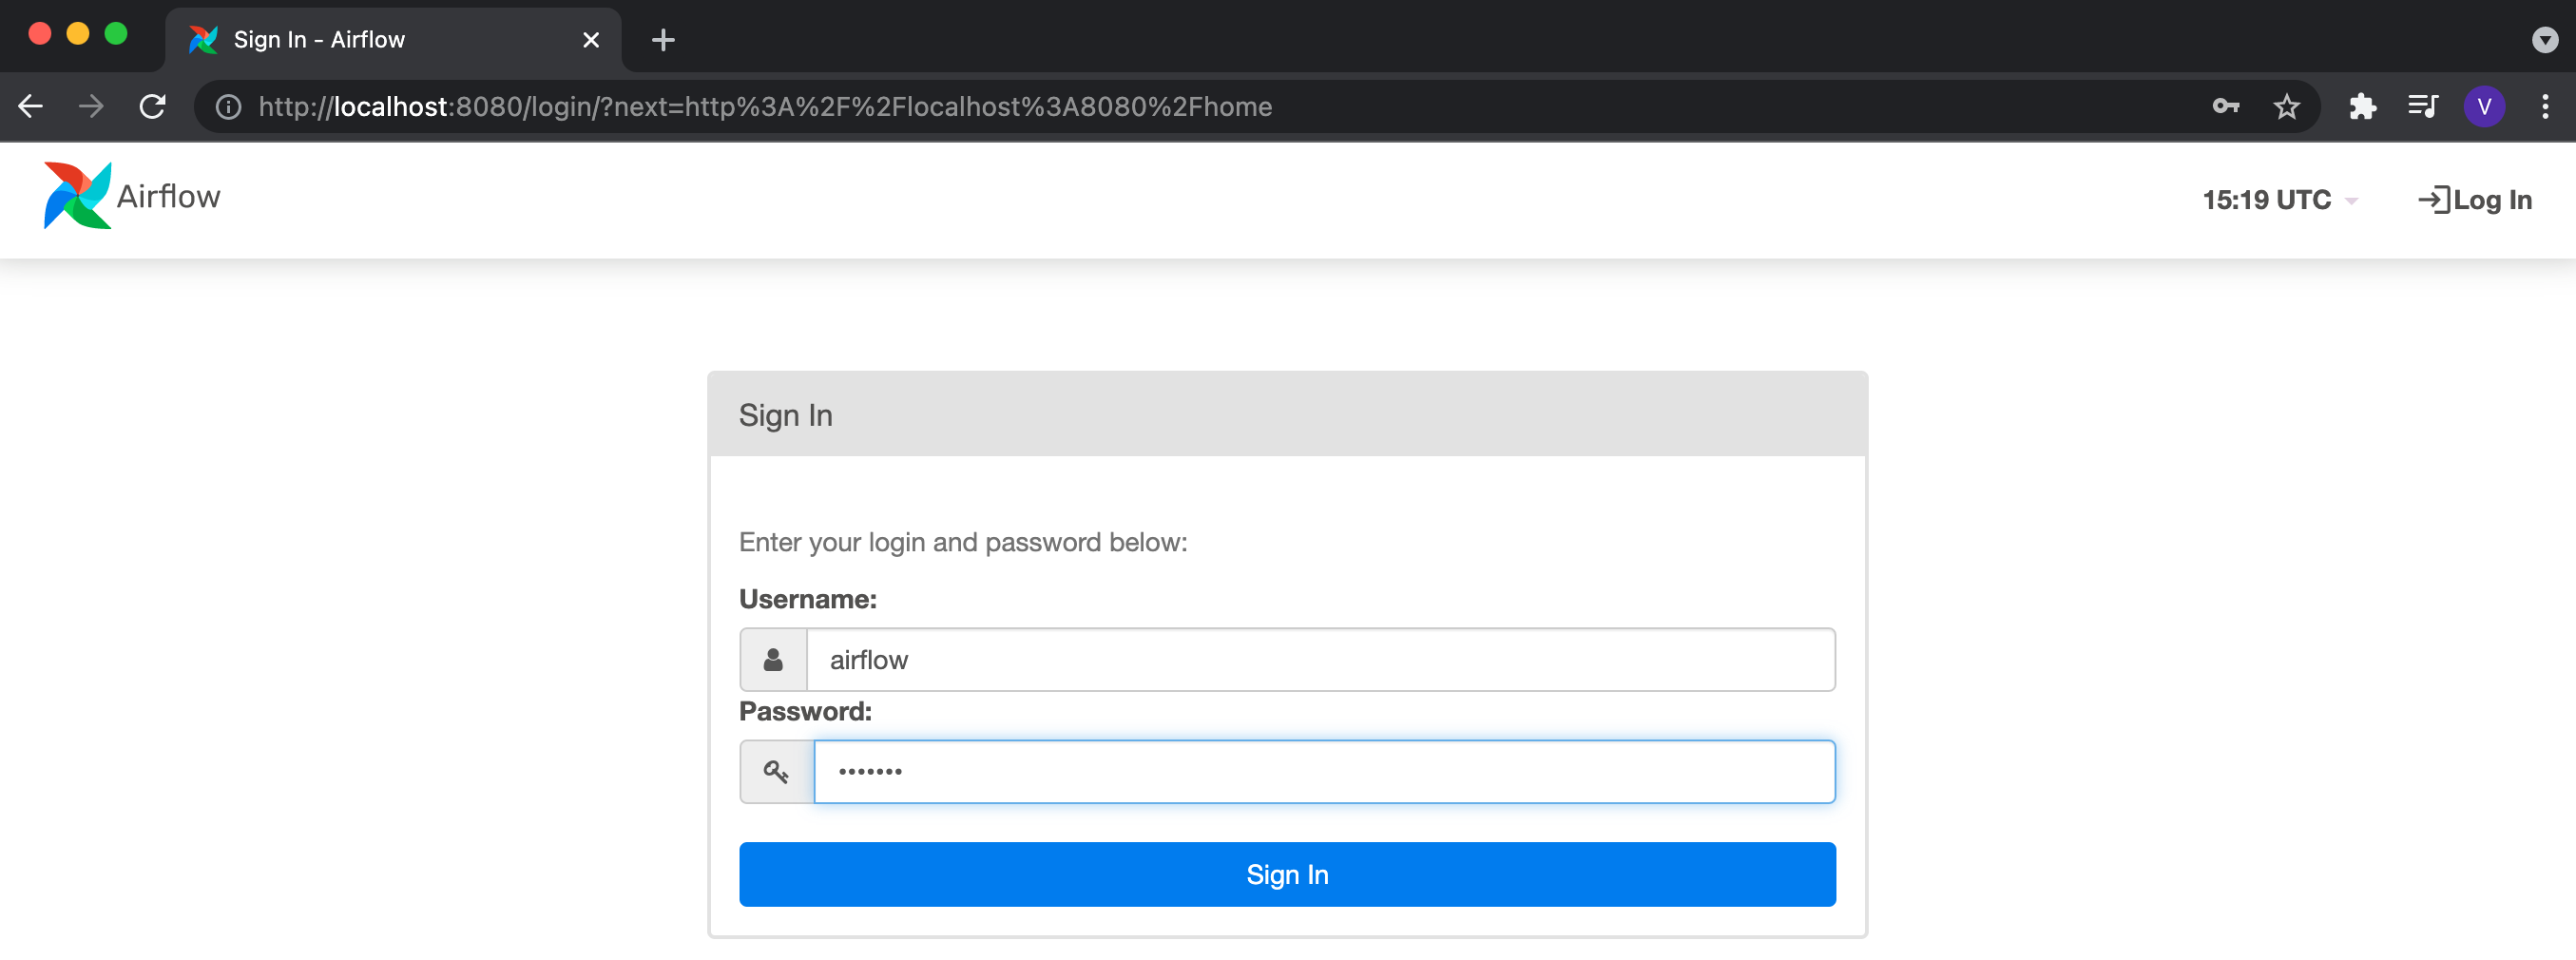 Sign In - Airflow
http://localhost:8080/login/?next=http%3A%2F%2Flocalhost%3A8080%2Fhome
V
Airflow
15:19 UTC
Log In
Sign In
Enter your login and password below:
Username:
airflow
Password:
•••••••
Sign In